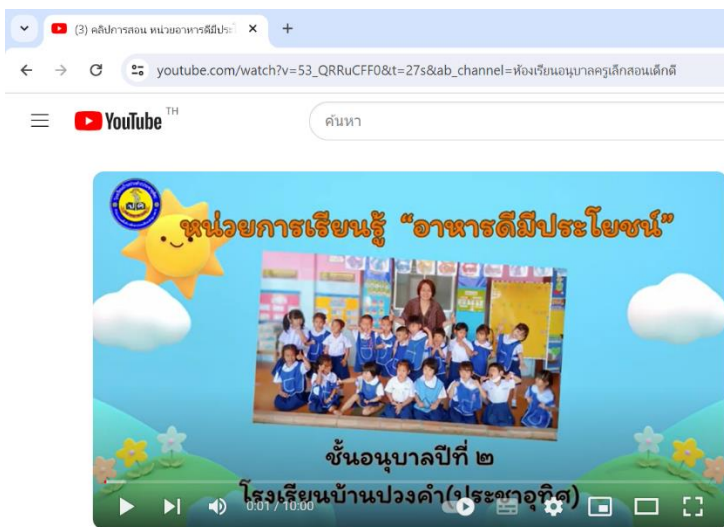 (3) คลิปการสอน หน่วยอาหารดีมีประโ
youtube.com/watch?v=53_QRRuCFF0&t=27s&ab_channel=ห้องเรียนอนุบาลครูเล็กสอนเด็กดี
YouTube TH
ค้นหา
หน่วยการเรียนรู้ “อาหารดีมีประโยชน์”
ชั้นอนุบาลปีที่ ๒
โรงเรียนบ้านปวงคำ(ประชาอุทิศ)
0:01 / 10:00